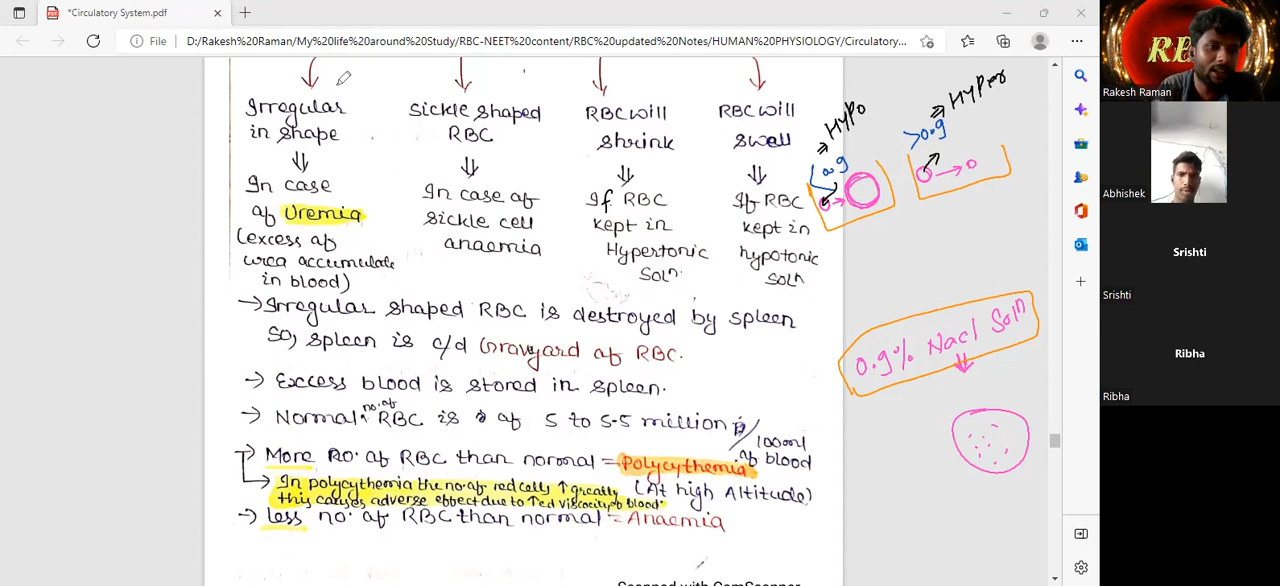 *Circulatory System.pdf
File
D:/Rakesh%20Raman/My%20life%20around%20Study/RBC-NEET%20content/RBC%20updated%20Notes/HUMAN%20PHYSIOLOGY/Circulatory...
Rakesh Raman
Abhishek
Srishti
Srishti
Ribha
Ribha
Irregular in shape
⇓
In case
of Uremia
(excess of
urea accumulate
in blood)
Sickle shaped
RBC
⇓
In case of
sickle cell
anaemia
RBC will
shrink
⇓
If RBC
kept in
Hypertonic
Soln.
RBC will
swell
⇓
If RBC
kept in
hypotonic
Soln
⇒ HYPO
⇒ HYPer
>0.9
0.9% Nacl Soln
→ Irregular shaped RBC is destroyed by spleen
So, spleen is c/d Graveyard of RBC.
→ Excess blood is stored in spleen.
→ Normal no. of RBC is of 5 to 5.5 million / 100ml of blood
→ More no. of RBC than normal = Polycythemia
(At high Altitude)
→ In polycythemia the no. of red cells ↑ greatly
this causes adverse effect due to ↑ed viscocity of blood.
→ Less no. of RBC than normal = Anaemia